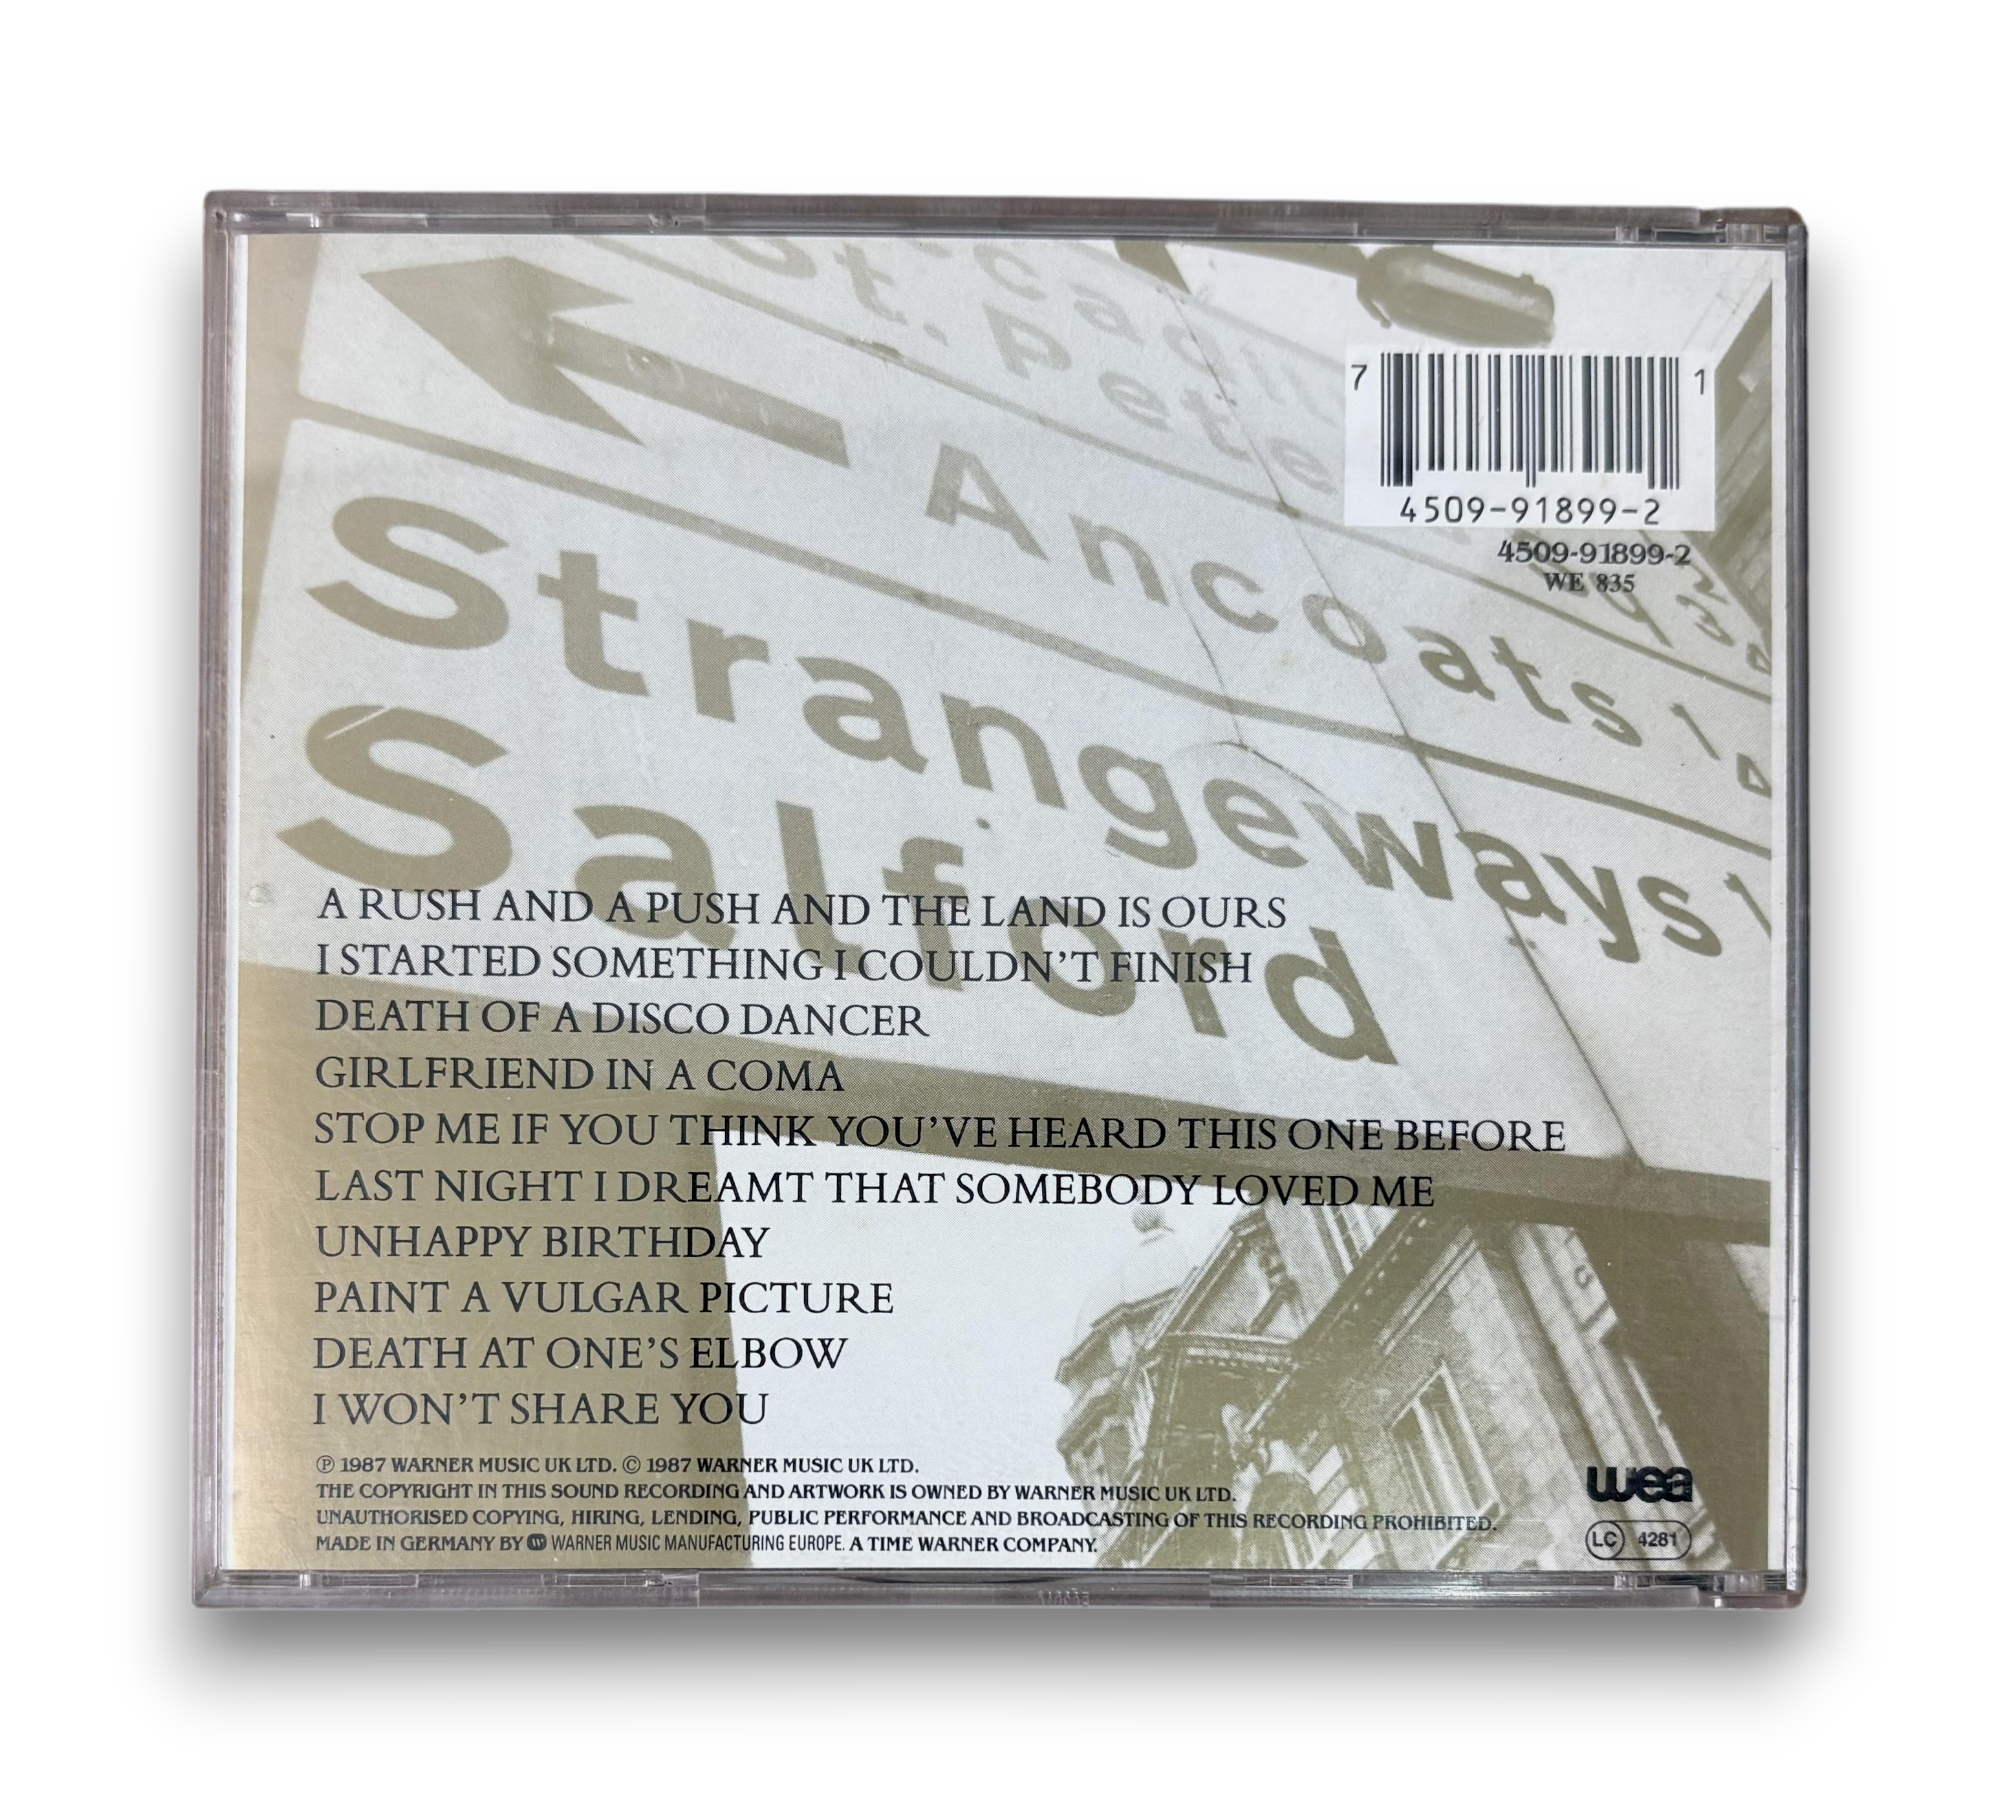 St. Pete
Ancoats
Strangeways
Salford
7 1
4509-91899-2
4509-91899-2
WE 835
A RUSH AND A PUSH AND THE LAND IS OURS
I STARTED SOMETHING I COULDN'T FINISH
DEATH OF A DISCO DANCER
GIRLFRIEND IN A COMA
STOP ME IF YOU THINK YOU'VE HEARD THIS ONE BEFORE
LAST NIGHT I DREAMT THAT SOMEBODY LOVED ME
UNHAPPY BIRTHDAY
PAINT A VULGAR PICTURE
DEATH AT ONE'S ELBOW
I WON'T SHARE YOU
Ⓟ 1987 WARNER MUSIC UK LTD. © 1987 WARNER MUSIC UK LTD.
THE COPYRIGHT IN THIS SOUND RECORDING AND ARTWORK IS OWNED BY WARNER MUSIC UK LTD.
UNAUTHORISED COPYING, HIRING, LENDING, PUBLIC PERFORMANCE AND BROADCASTING OF THIS RECORDING PROHIBITED.
MADE IN GERMANY BY WARNER MUSIC MANUFACTURING EUROPE. A TIME WARNER COMPANY.
wea
LC 4281